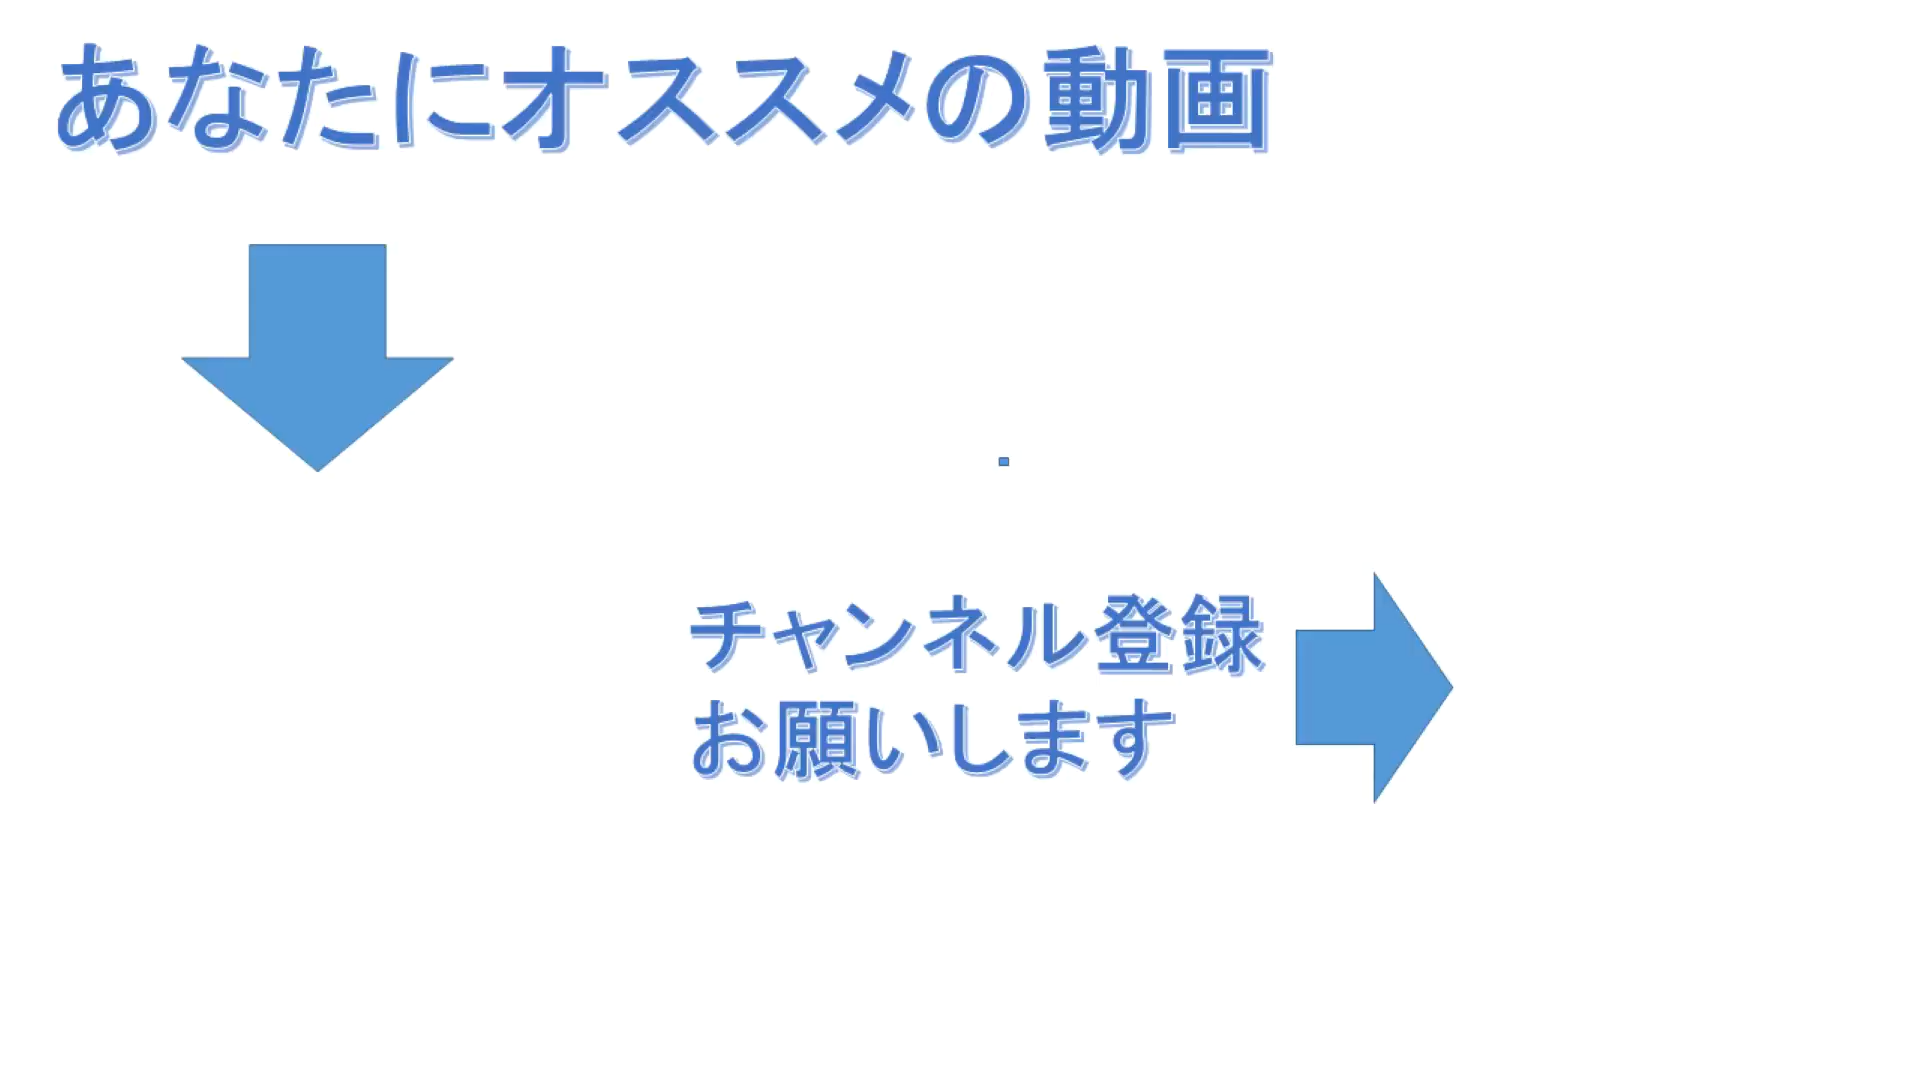 あなたにオススメの動画
チャンネル登録
お願いします